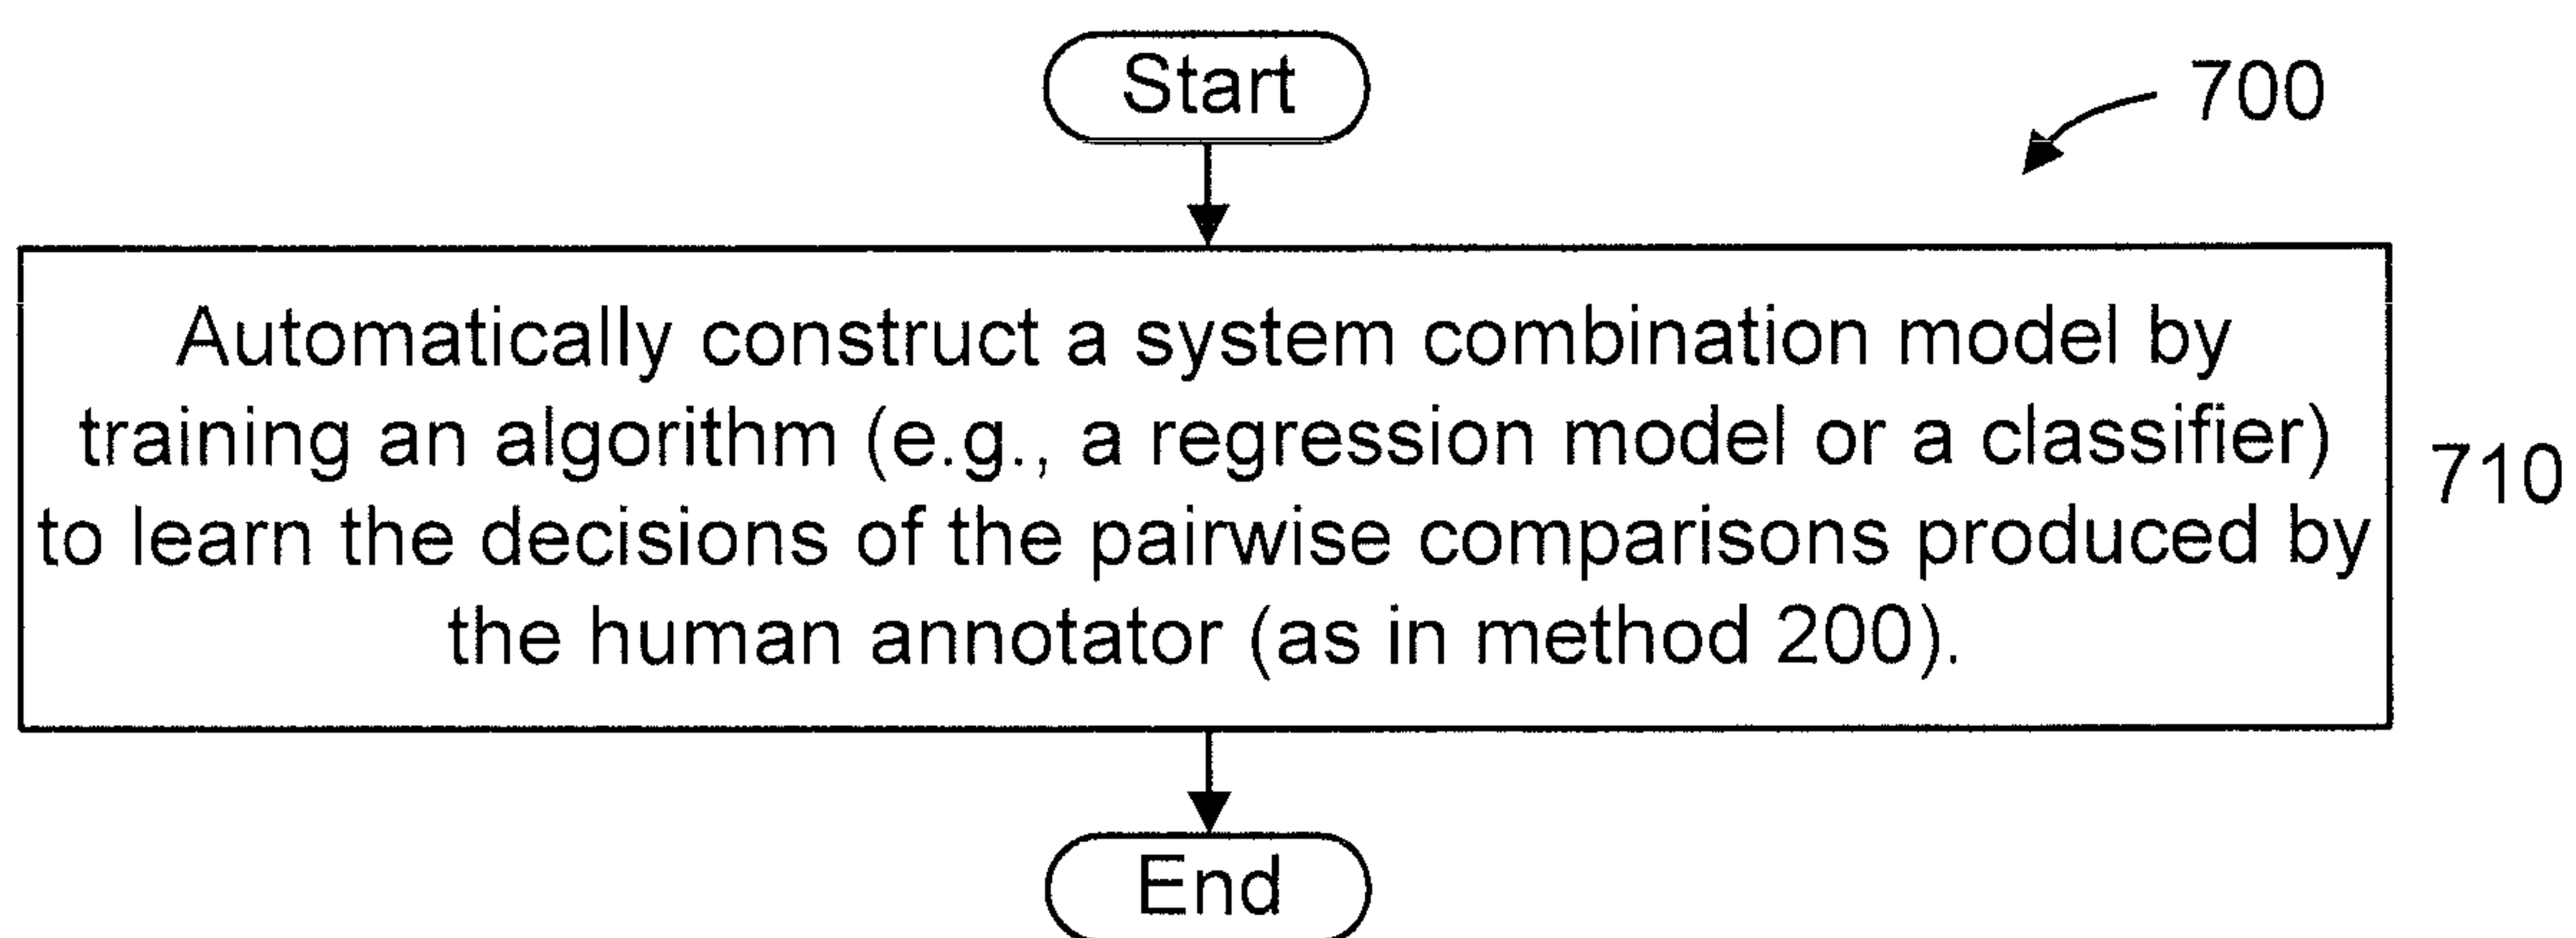 Start
700
Automatically construct a system combination model by
training an algorithm (e.g., a regression model or a classifier)
to learn the decisions of the pairwise comparisons produced by
the human annotator (as in method 200).
710
End